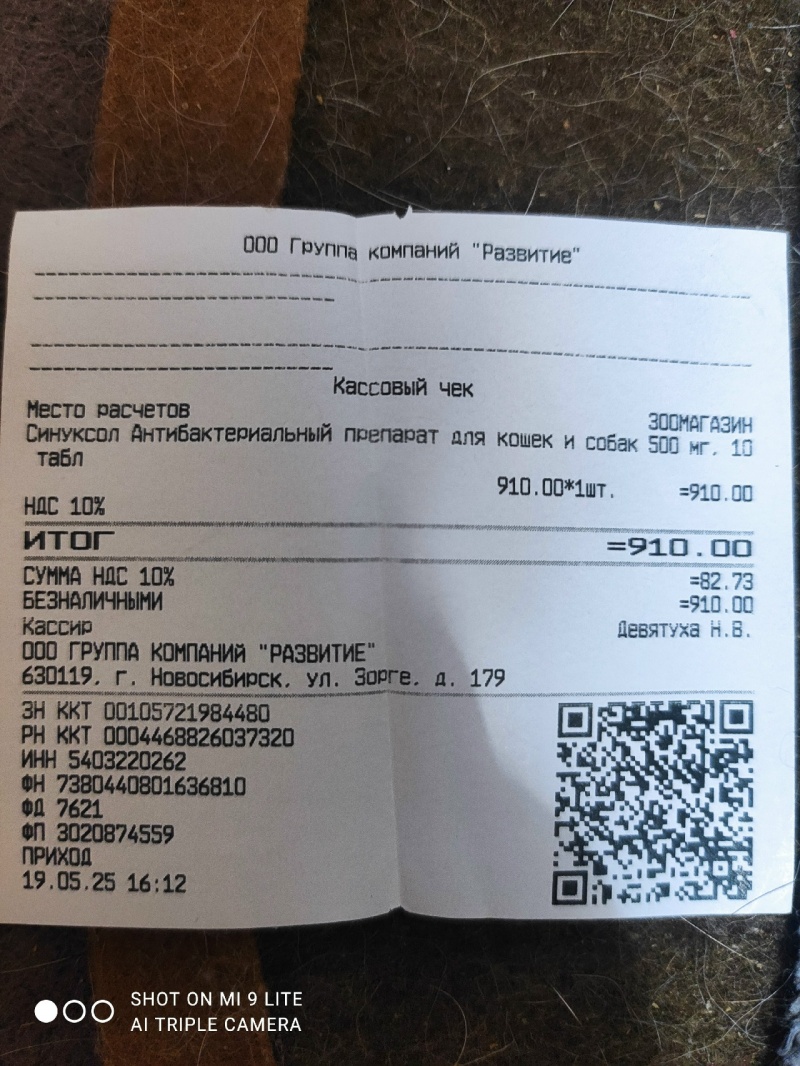 ООО Группа компаний "Развитие"
Кассовый чек
Место расчетов ЗООМАГАЗИН
Синуксол Антибактериальный препарат для кошек и собак 500 мг. 10
табл
910.00*1шт. =910.00
НДС 10%
ИТОГ =910.00
СУММА НДС 10% =82.73
БЕЗНАЛИЧНЫМИ =910.00
Кассир Девятуха Н.В.
ООО ГРУППА КОМПАНИЙ "РАЗВИТИЕ"
630119, г. Новосибирск, ул. Зорге, д. 179
ЗН ККТ 00105721984480
РН ККТ 0004468826037320
ИНН 5403220262
ФН 7380440801636810
ФД 7621
ФП 3020874559
ПРИХОД
19.05.25 16:12
SHOT ON MI 9 LITE
AI TRIPLE CAMERA